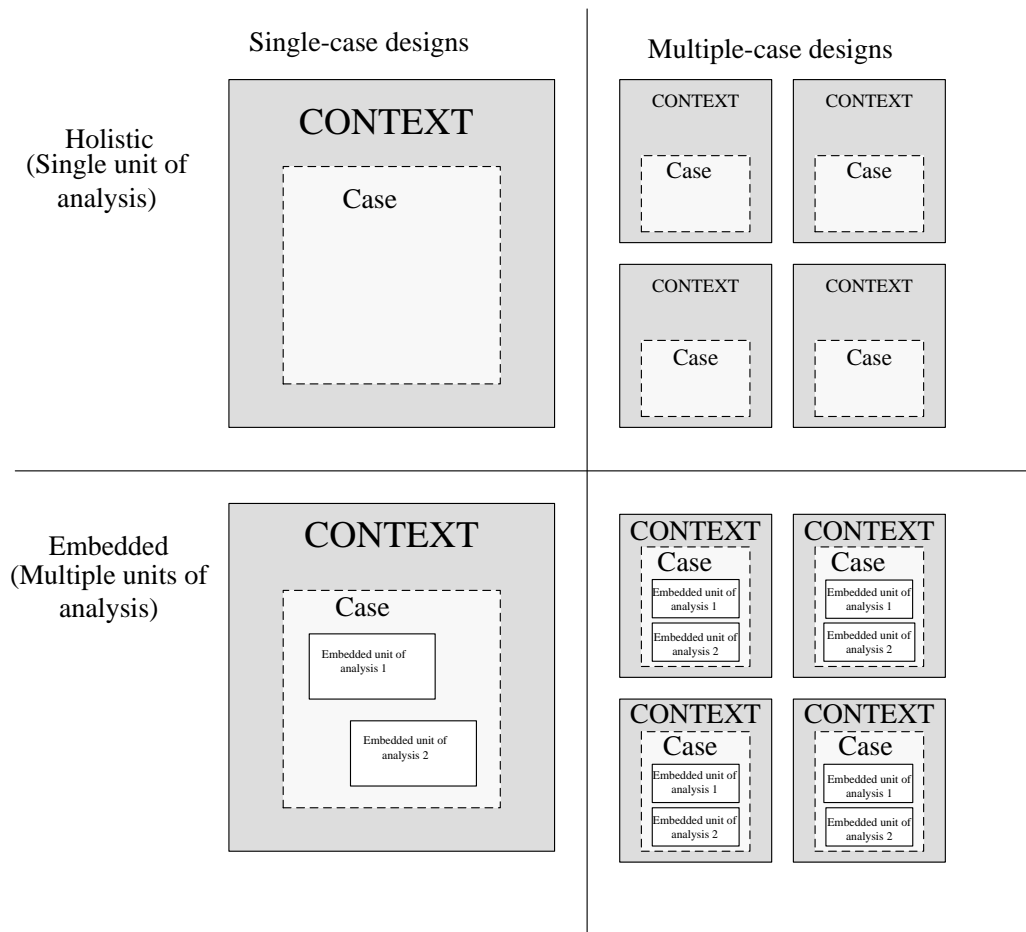 Single-case designs
Multiple-case designs
Holistic
(Single unit of
analysis)
CONTEXT
Case
CONTEXT
Case
CONTEXT
Case
CONTEXT
Case
CONTEXT
Case
Embedded
(Multiple units of
analysis)
CONTEXT
Case
Embedded unit of
analysis 1
Embedded unit of
analysis 2
CONTEXT
Case
Embedded unit of
analysis 1
Embedded unit of
analysis 2
CONTEXT
Case
Embedded unit of
analysis 1
Embedded unit of
analysis 2
CONTEXT
Case
Embedded unit of
analysis 1
Embedded unit of
analysis 2
CONTEXT
Case
Embedded unit of
analysis 1
Embedded unit of
analysis 2